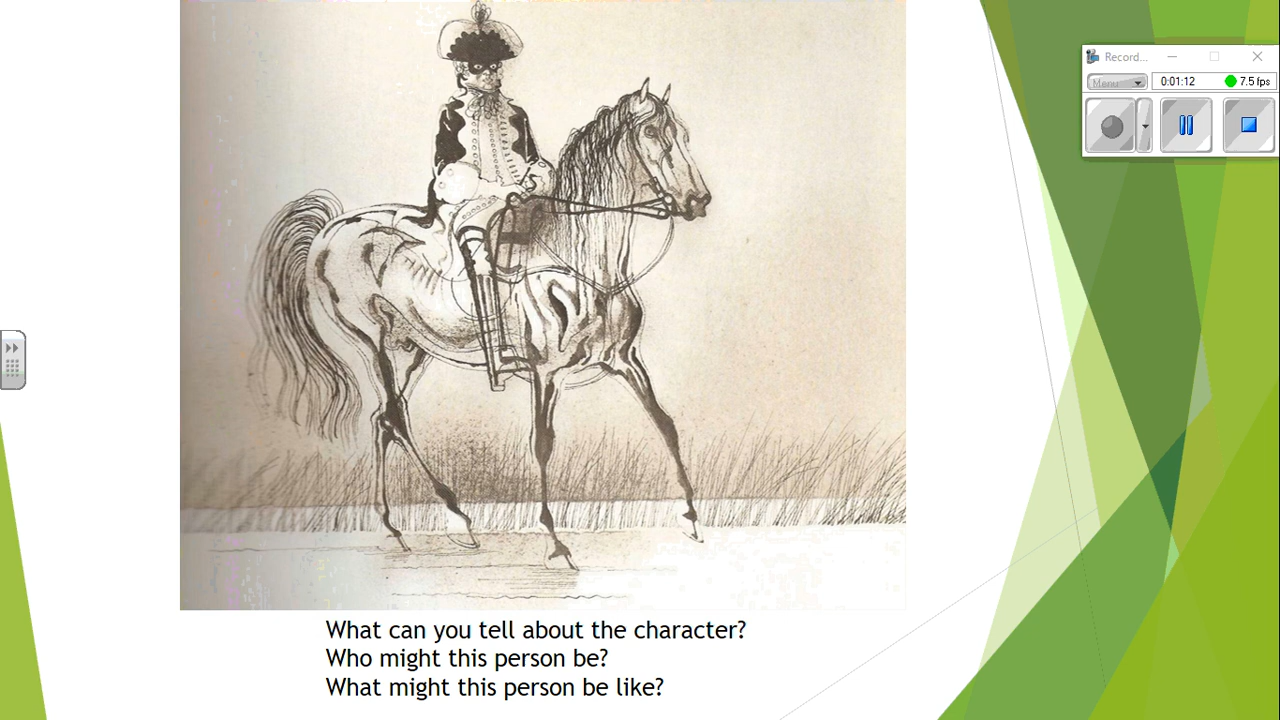 Record...
Menu
0:01:12
7.5 fps
What can you tell about the character?
Who might this person be?
What might this person be like?